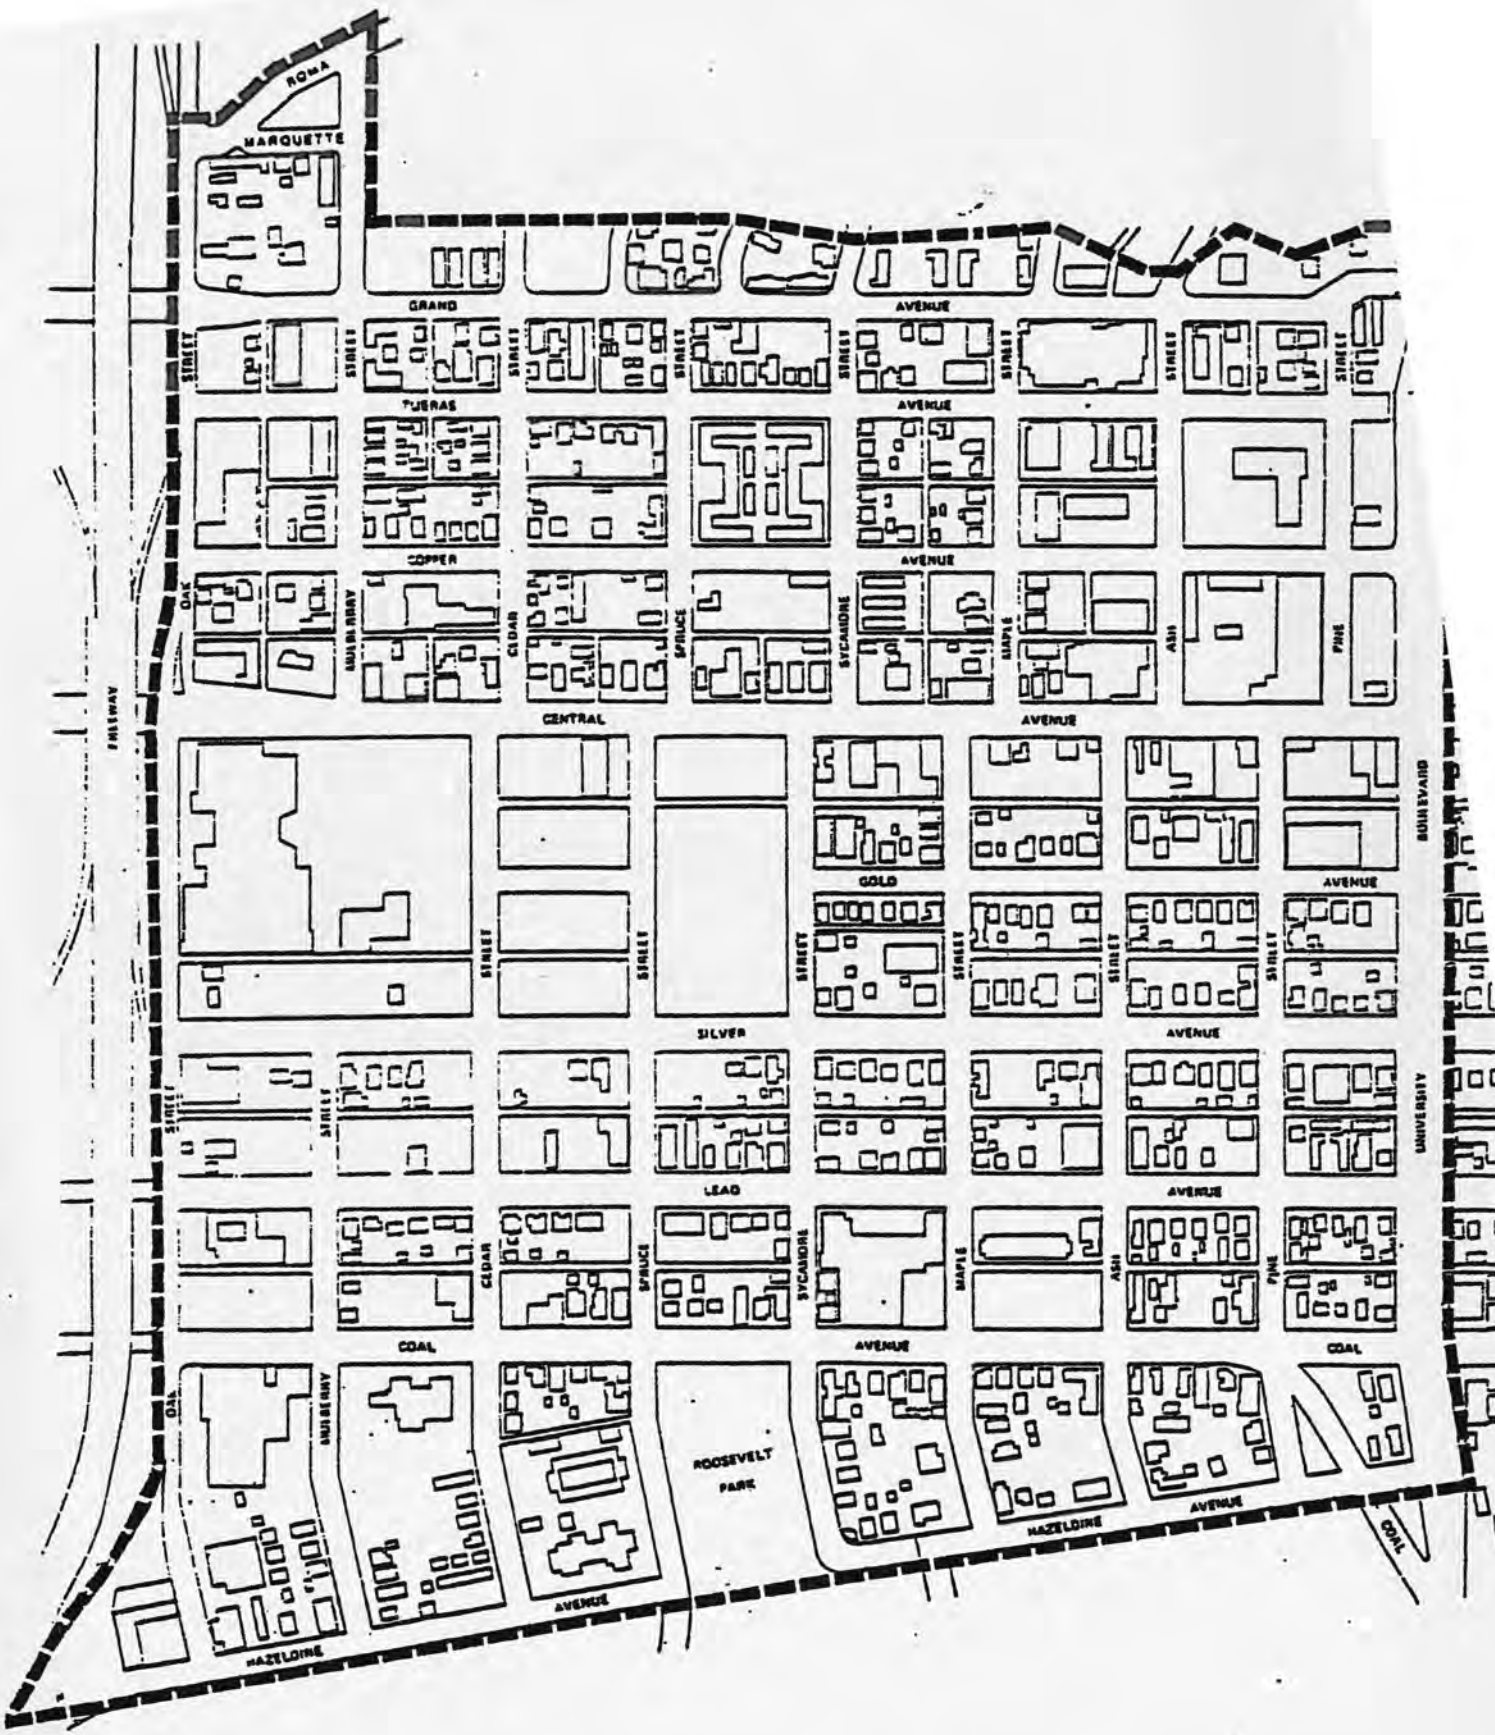 ROMA
MARQUETTE
GRAND AVENUE
STREET STREET STREET STREET STREET STREET STREET STREET
TIJERAS AVENUE
COPPER AVENUE
OAK MULBERRY CEDAR SPRUCE SYCAMORE MAPLE ASH PINE
FREEWAY
CENTRAL AVENUE
BOULEVARD
GOLD AVENUE
STREET STREET STREET STREET STREET STREET
SILVER AVENUE
STREET STREET UNIVERSITY
LEAD AVENUE
CEDAR SPRUCE SYCAMORE MAPLE ASH PINE
COAL AVENUE COAL
OAK MULBERRY
ROOSEVELT
PARK
HAZELDINE AVENUE
COAL
AVENUE
HAZELDINE